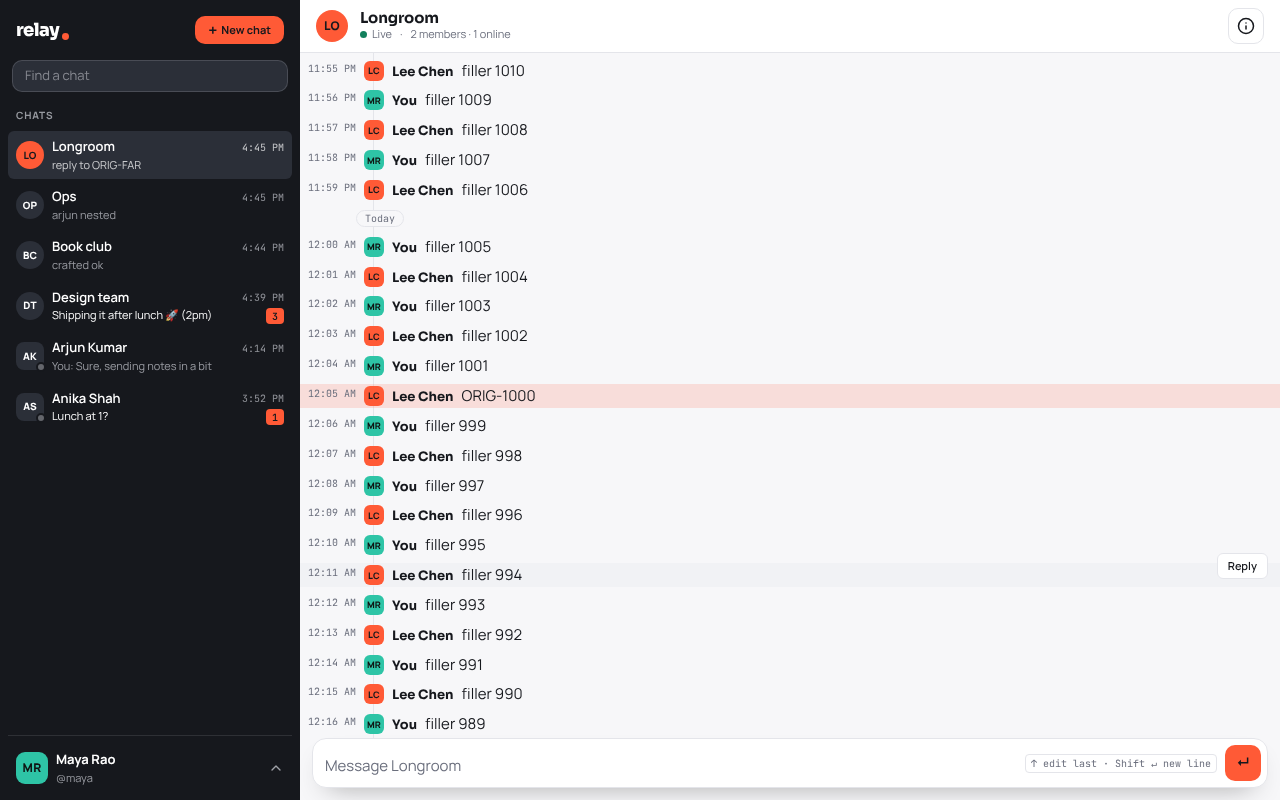 relay.
+ New chat
Find a chat
CHATS
LO Longroom 4:45 PM
reply to ORIG-FAR
OP Ops 4:45 PM
arjun nested
BC Book club 4:44 PM
crafted ok
DT Design team 4:39 PM
Shipping it after lunch 🚀 (2pm) 3
AK Arjun Kumar 4:14 PM
You: Sure, sending notes in a bit
AS Anika Shah 3:52 PM
Lunch at 1? 1
MR Maya Rao
@maya
LO Longroom
Live · 2 members · 1 online
11:55 PM LC Lee Chen filler 1010
11:56 PM MR You filler 1009
11:57 PM LC Lee Chen filler 1008
11:58 PM MR You filler 1007
11:59 PM LC Lee Chen filler 1006
Today
12:00 AM MR You filler 1005
12:01 AM LC Lee Chen filler 1004
12:02 AM MR You filler 1003
12:03 AM LC Lee Chen filler 1002
12:04 AM MR You filler 1001
12:05 AM LC Lee Chen ORIG-1000
12:06 AM MR You filler 999
12:07 AM LC Lee Chen filler 998
12:08 AM MR You filler 997
12:09 AM LC Lee Chen filler 996
12:10 AM MR You filler 995
12:11 AM LC Lee Chen filler 994 Reply
12:12 AM MR You filler 993
12:13 AM LC Lee Chen filler 992
12:14 AM MR You filler 991
12:15 AM LC Lee Chen filler 990
12:16 AM MR You filler 989
Message Longroom ↑ edit last · Shift ↵ new line ↵